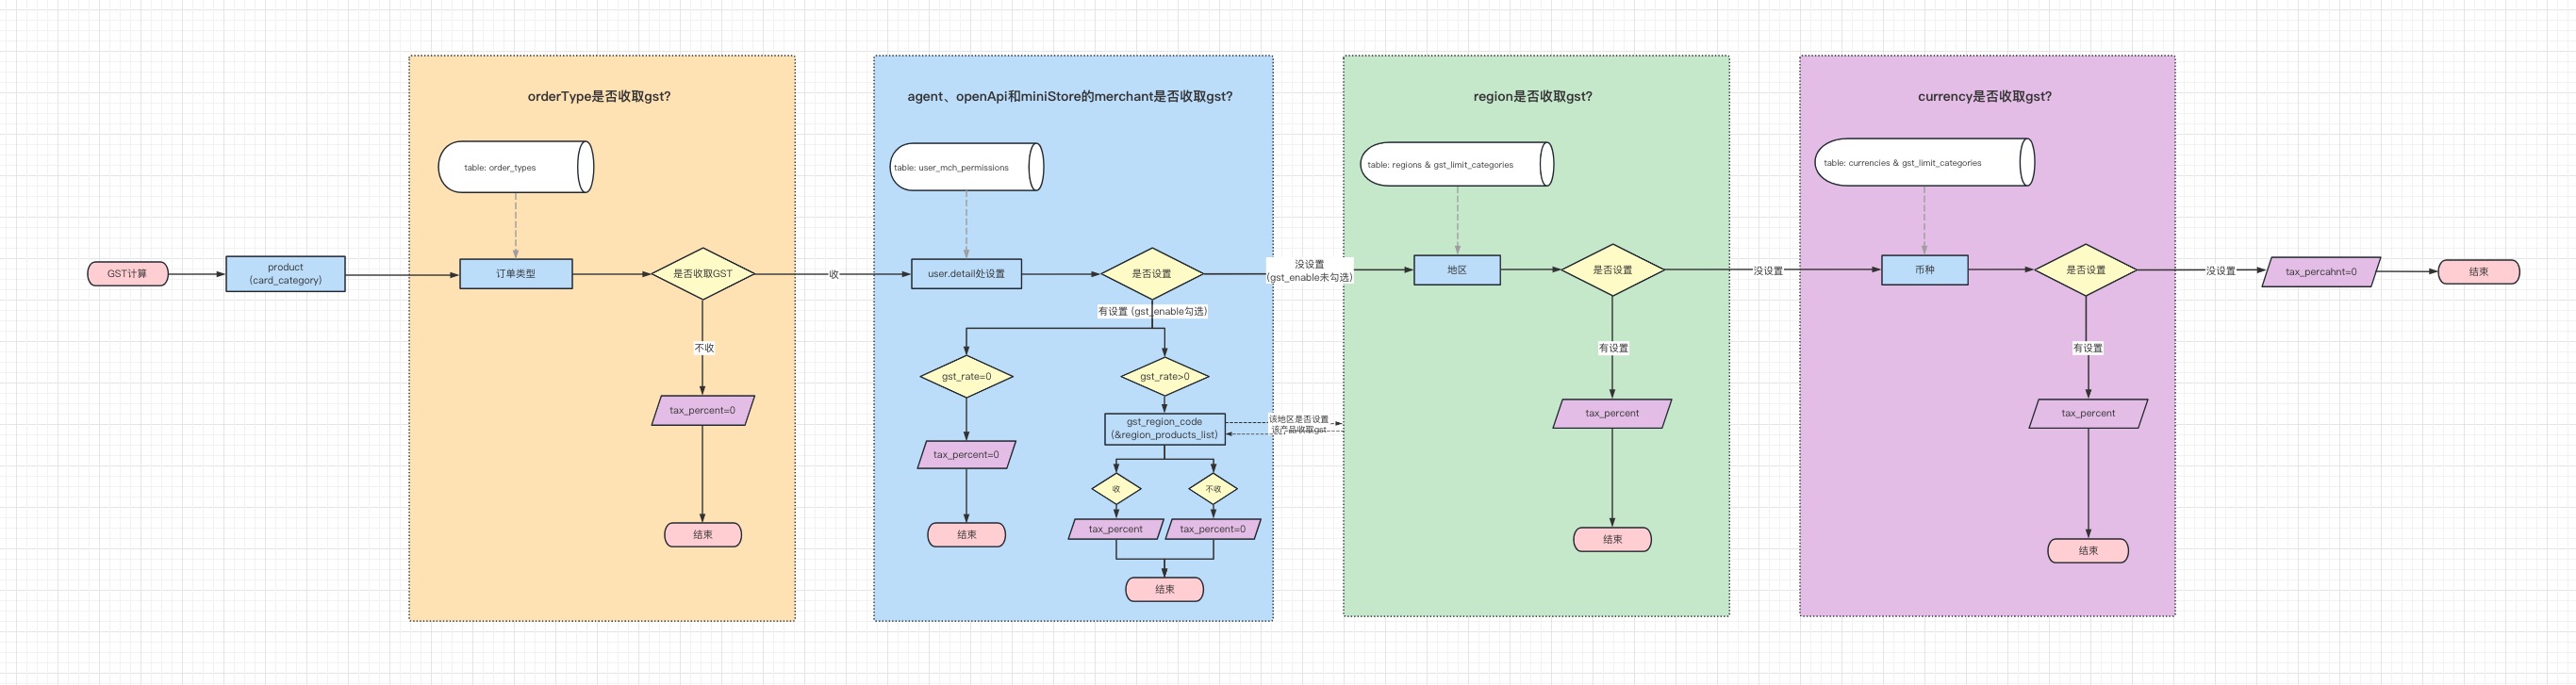 GST计算
product
(card_category)
orderType是否收取gst?
table: order_types
订单类型
是否收取GST
收
不收
tax_percent=0
结束
agent、openApi和miniStore的merchant是否收取gst?
table: user_mch_permissions
user.detail处设置
是否设置
没设置
(gst_enable未勾选)
有设置 (gst_enable勾选)
gst_rate=0
tax_percent=0
结束
gst_rate>0
gst_region_code
(&region_products_list)
该地区是否设置
该产品收取gst
收
不收
tax_percent
tax_percent=0
结束
region是否收取gst?
table: regions & gst_limit_categories
地区
是否设置
没设置
有设置
tax_percent
结束
currency是否收取gst?
table: currencies & gst_limit_categories
币种
是否设置
没设置
有设置
tax_percent
结束
tax_percahnt=0
结束